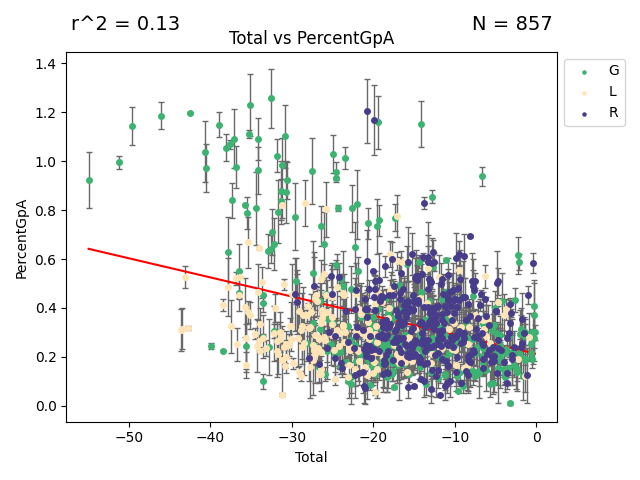 r^2 = 0.13 N = 857
Total vs PercentGpA
G
L
R
PercentGpA
1.4
1.2
1.0
0.8
0.6
0.4
0.2
0.0
−50 −40 −30 −20 −10 0
Total